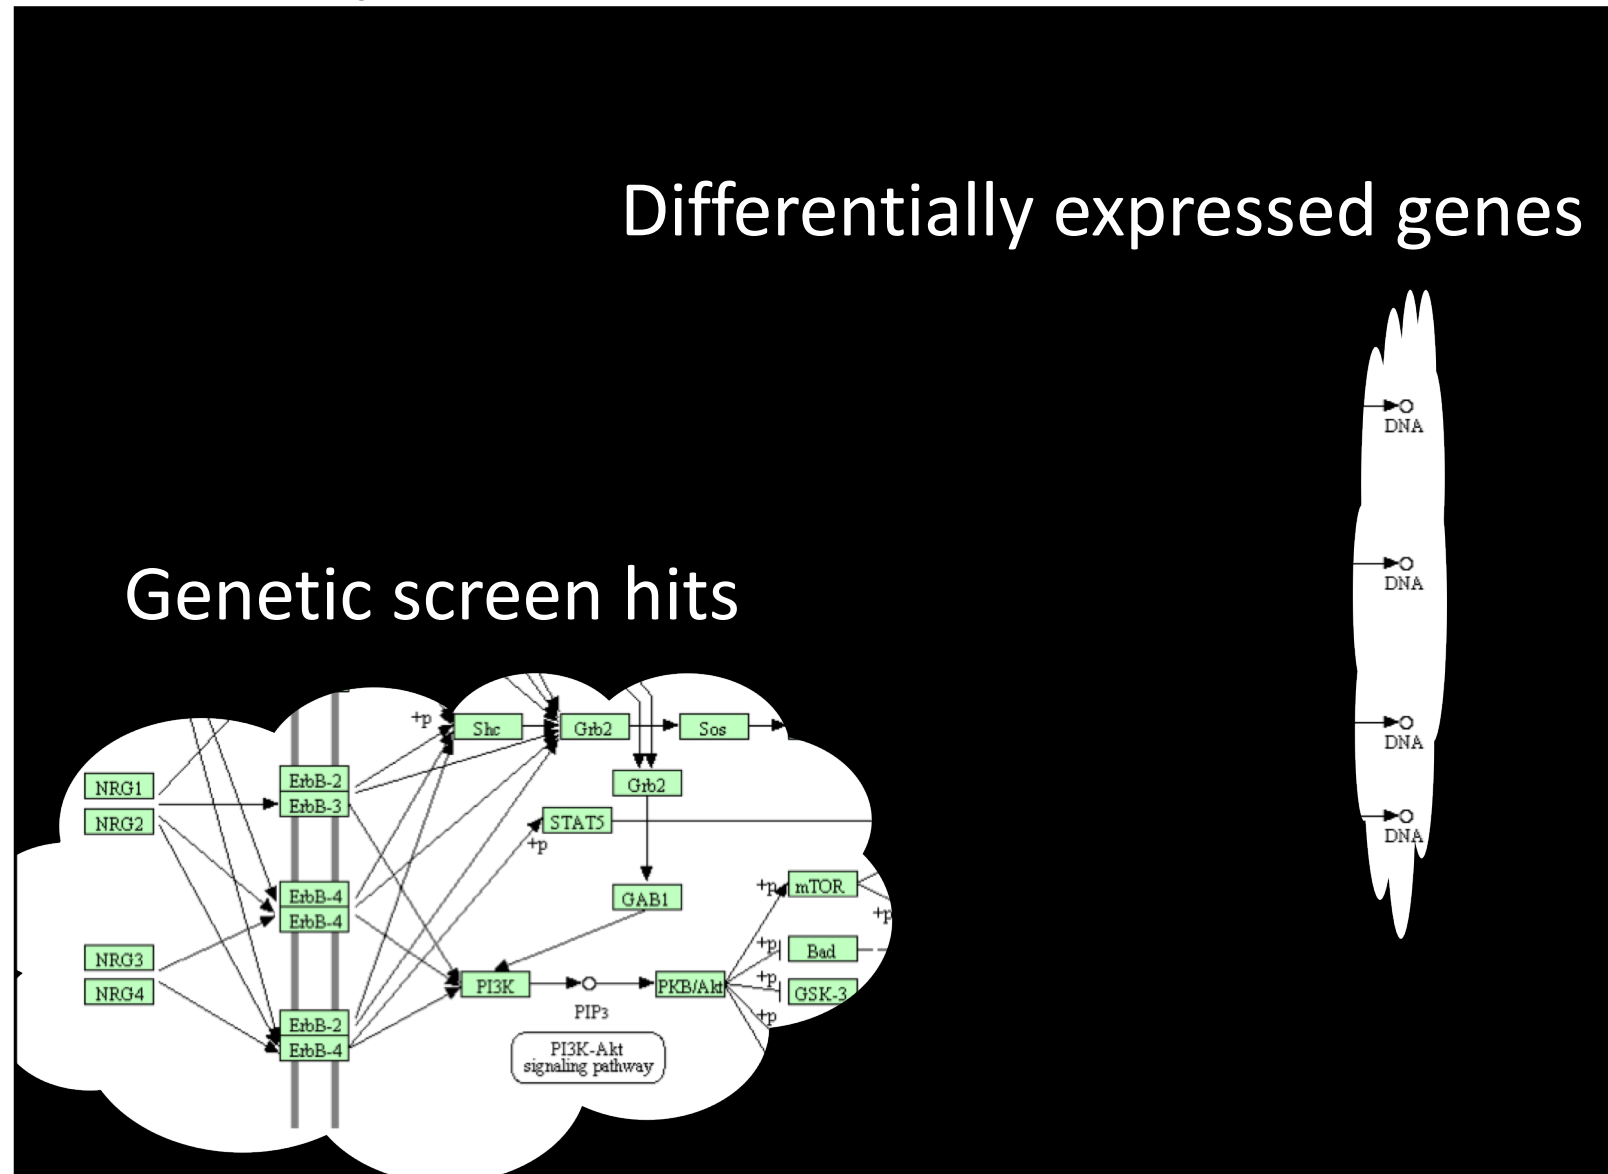 Differentially expressed genes
DNA
DNA
Genetic screen hits
+p
Shc
Grb2
Sos
DNA
NRG1
ErbB-2
Grb2
ErbB-3
NRG2
STAT5
DNA
+p
mTOR
+p
ErbB-4
GAB1
+p
ErbB-4
+p
Bad
NRG3
+p
PI3K
PKB/Akt
GSK-3
NRG4
PIP3
+p
ErbB-2
ErbB-4
PI3K-Akt
signaling pathway